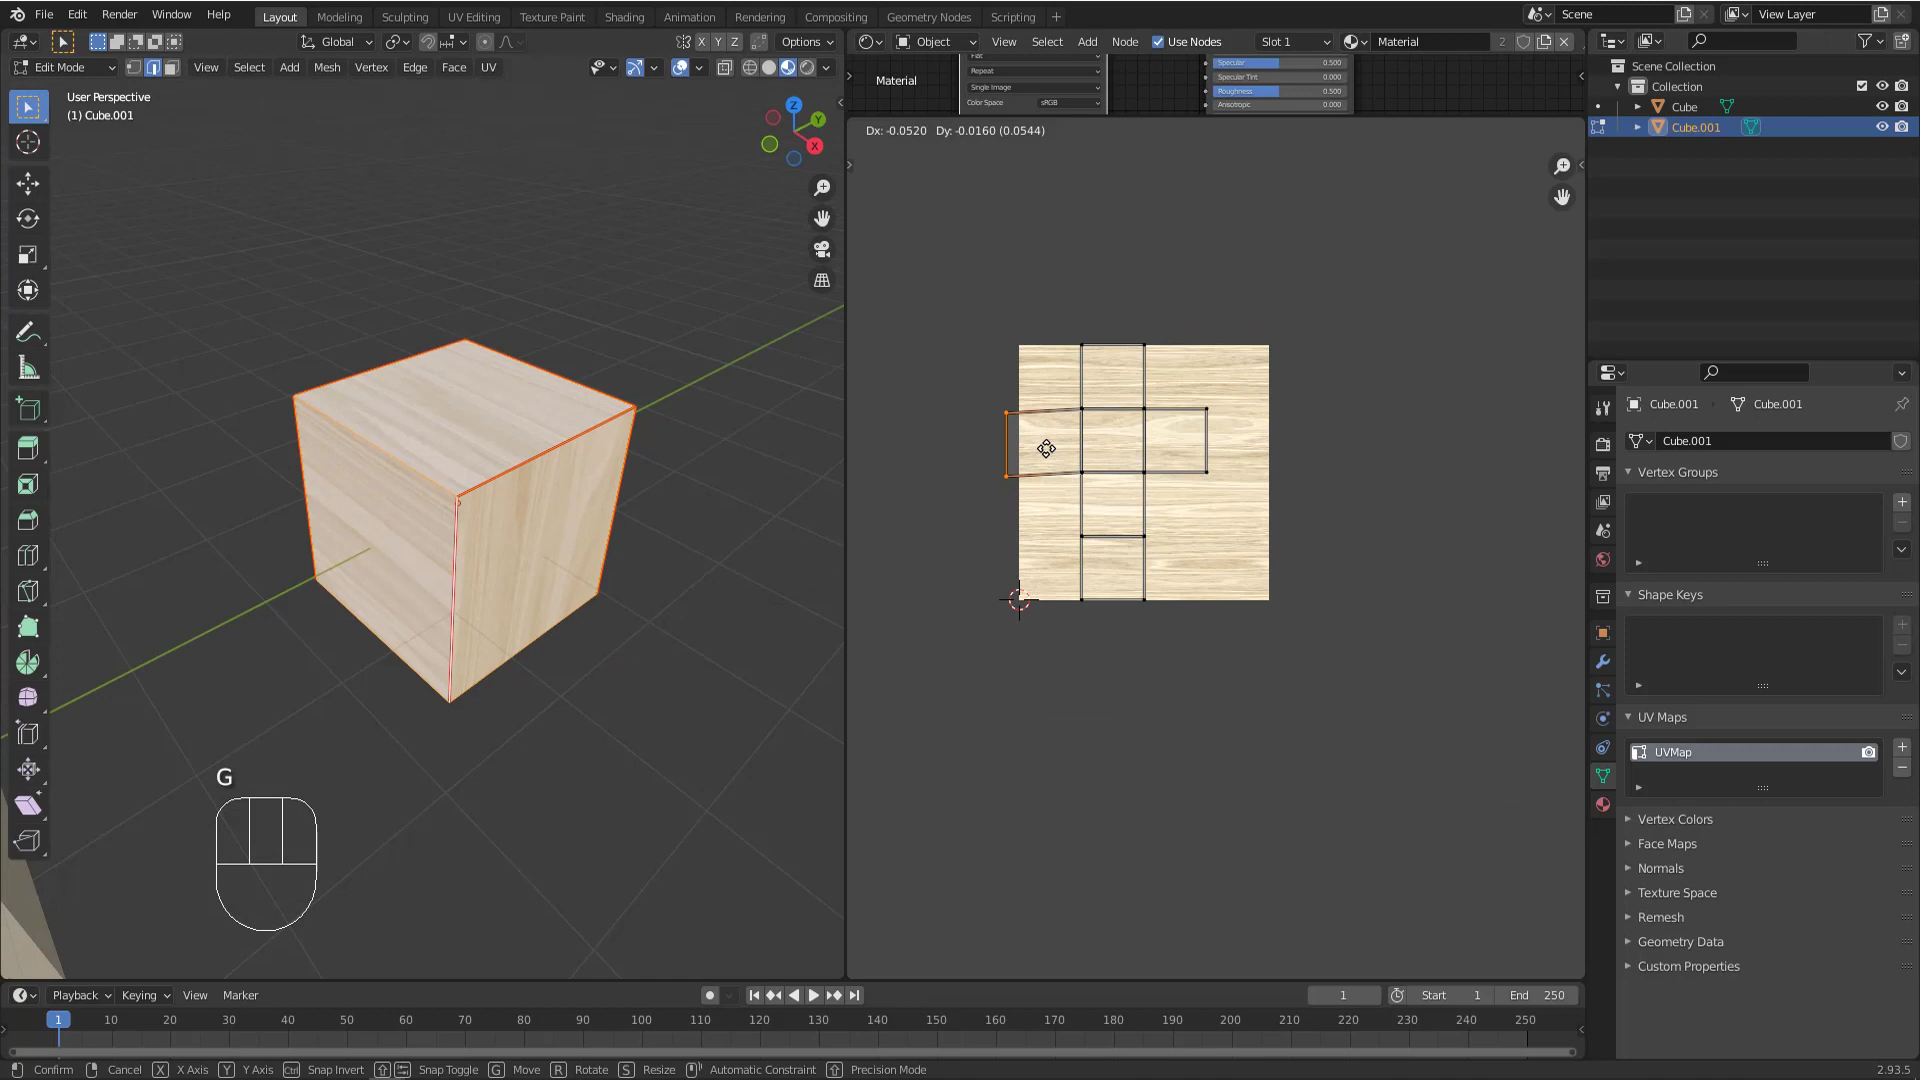 File Edit Render Window Help Layout Modeling Sculpting UV Editing Texture Paint Shading Animation Rendering Compositing Geometry Nodes Scripting + Scene View Layer
Global X Y Z Options Object View Select Add Node Use Nodes Slot 1 Material 2
Edit Mode View Select Add Mesh Vertex Edge Face UV
Specular 0.500
Specular Tint 0.000
Roughness 0.500
Anisotropic 0.000
Material
Repeat
Single Image
Color Space sRGB
Scene Collection
Collection
Cube
Cube.001
User Perspective
(1) Cube.001
Z Y X
Dx: -0.0520 Dy: -0.0160 (0.0544)
Cube.001 Cube.001
Cube.001
Vertex Groups
Shape Keys
UV Maps
UVMap
Vertex Colors
Face Maps
Normals
Texture Space
Remesh
Geometry Data
Custom Properties
G
Playback Keying View Marker 1 Start 1 End 250
1 10 20 30 40 50 60 70 80 90 100 110 120 130 140 150 160 170 180 190 200 210 220 230 240 250
Confirm Cancel X X Axis Y Y Axis Ctrl Snap Invert Snap Toggle G Move R Rotate S Resize Automatic Constraint Precision Mode 2.93.5